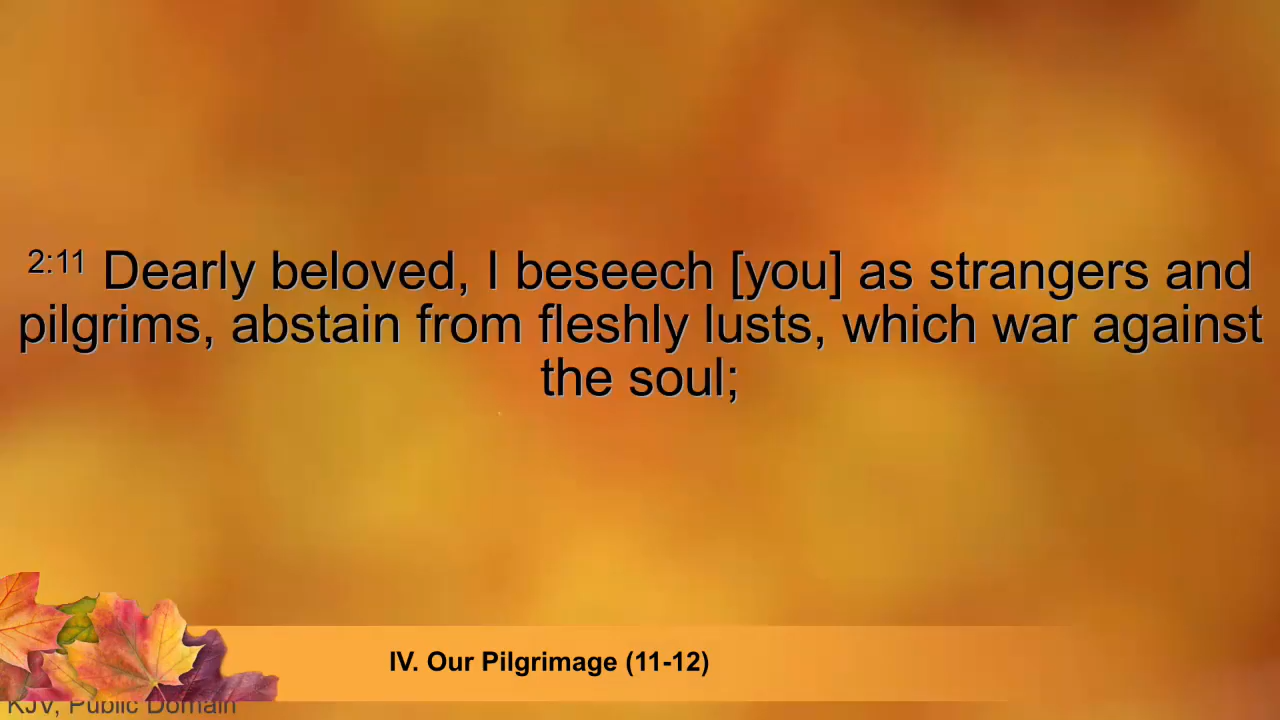 2:11 Dearly beloved, I beseech [you] as strangers and
pilgrims, abstain from fleshly lusts, which war against
the soul;
IV. Our Pilgrimage (11-12)
KJV, Public Domain